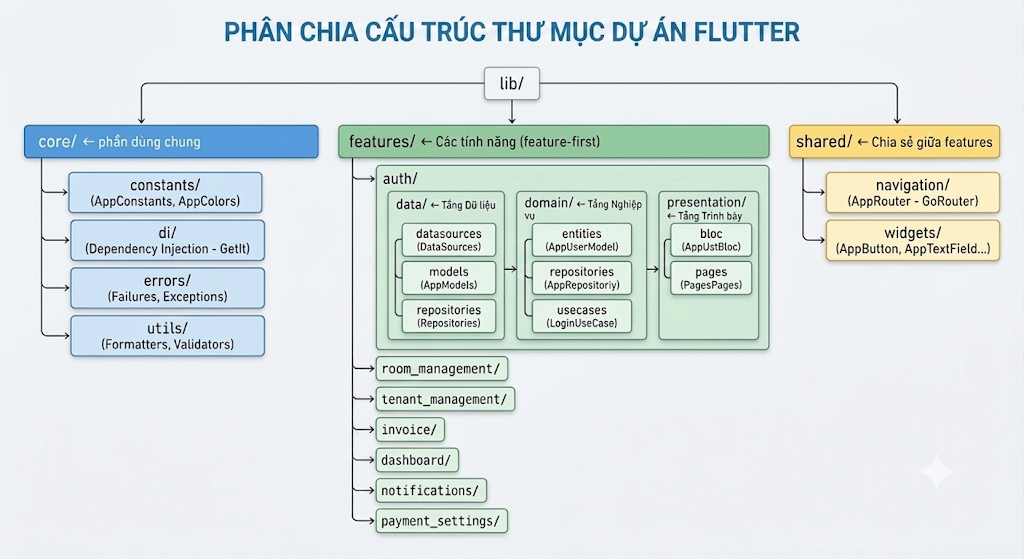 PHÂN CHIA CẤU TRÚC THƯ MỤC DỰ ÁN FLUTTER
lib/
core/ ← phần dùng chung
constants/
(AppConstants, AppColors)
di/
(Dependency Injection - GetIt)
errors/
(Failures, Exceptions)
utils/
(Formatters, Validators)
features/ ← Các tính năng (feature-first)
auth/
data/ ← Tầng Dữ liệu
datasources
(DataSources)
models
(AppModels)
repositories
(Repositories)
domain/ ← Tầng Nghiệp
vụ
entities
(AppUserModel)
repositories
(AppRepositoriy)
usecases
(LoginUseCase)
presentation/
← Tầng Trình bày
bloc
(AppUstBloc)
pages
(PagesPages)
room_management/
tenant_management/
invoice/
dashboard/
notifications/
payment_settings/
shared/ ← Chia sẻ giữa features
navigation/
(AppRouter - GoRouter)
widgets/
(AppButton, AppTextField...)